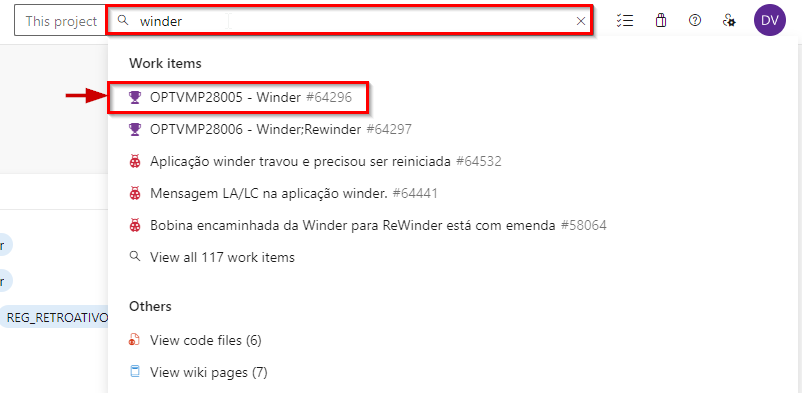 This project
winder
DV
Work items
OPTVMP28005 - Winder #64296
OPTVMP28006 - Winder;Rewinder #64297
Aplicação winder travou e precisou ser reiniciada #64532
Mensagem LA/LC na aplicação winder. #64441
Bobina encaminhada da Winder para ReWinder está com emenda #58064
View all 117 work items
r
r
Others
REG_RETROATIVO
View code files (6)
View wiki pages (7)